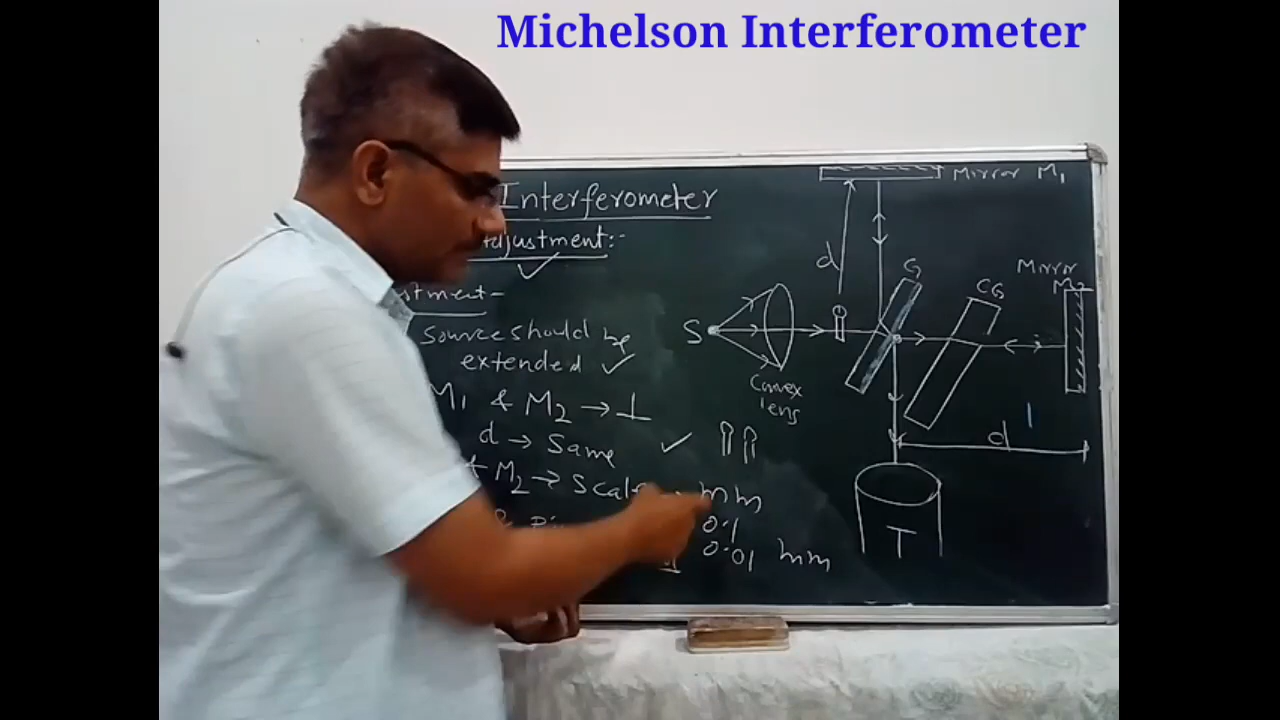 Michelson Interferometer
Interferometer
Adjustment:-
stment-
Source should be
extended ✓
M1 & M2 → ⊥
d → Same ✓
& M2 → Scale mm
0.1
0.01 mm
Mirror M1
d
G
CG
Mirror
M2
S
Convex
lens
d
T